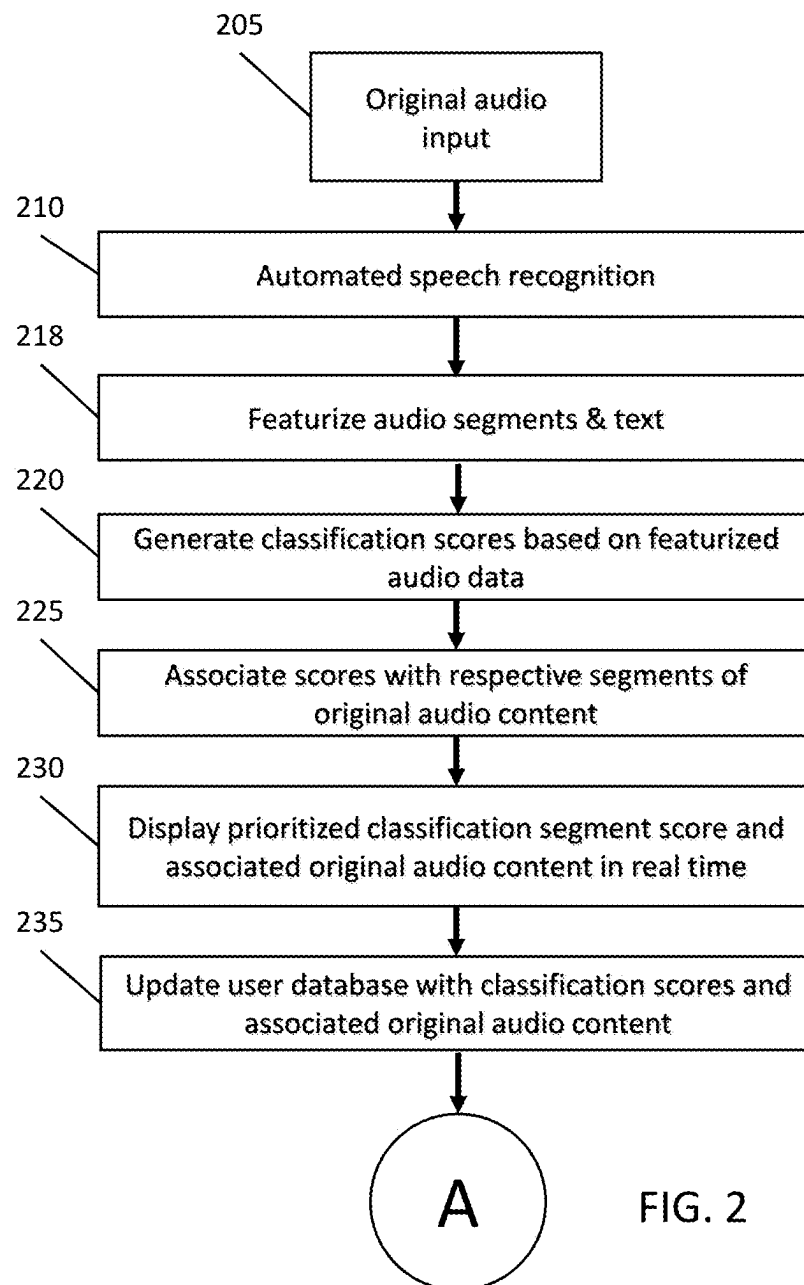 205
Original audio
input
210
Automated speech recognition
218
Featurize audio segments & text
220
Generate classification scores based on featurized
audio data
225
Associate scores with respective segments of
original audio content
230
Display prioritized classification segment score and
associated original audio content in real time
235
Update user database with classification scores and
associated original audio content
A
FIG. 2